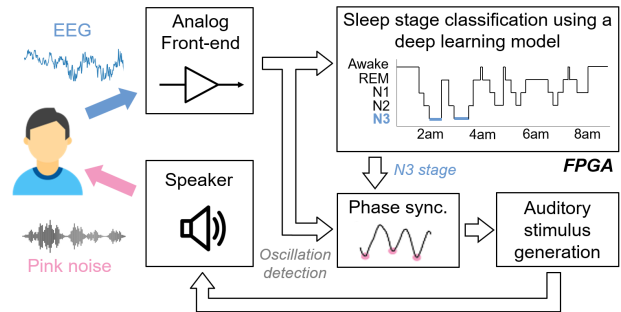 EEG
Analog
Front-end
Sleep stage classification using a
deep learning model
Awake
REM
N1
N2
N3
2am
4am
6am
8am
FPGA
N3 stage
Speaker
Phase sync.
Auditory
stimulus
generation
Oscillation
detection
Pink noise